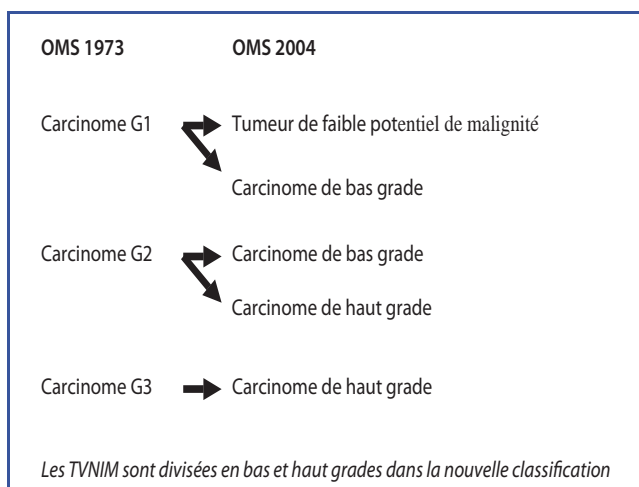 OMS 1973 OMS 2004
Carcinome G1 Tumeur de faible potentiel de malignité
Carcinome de bas grade
Carcinome G2 Carcinome de bas grade
Carcinome de haut grade
Carcinome G3 Carcinome de haut grade
Les TVNIM sont divisées en bas et haut grades dans la nouvelle classification